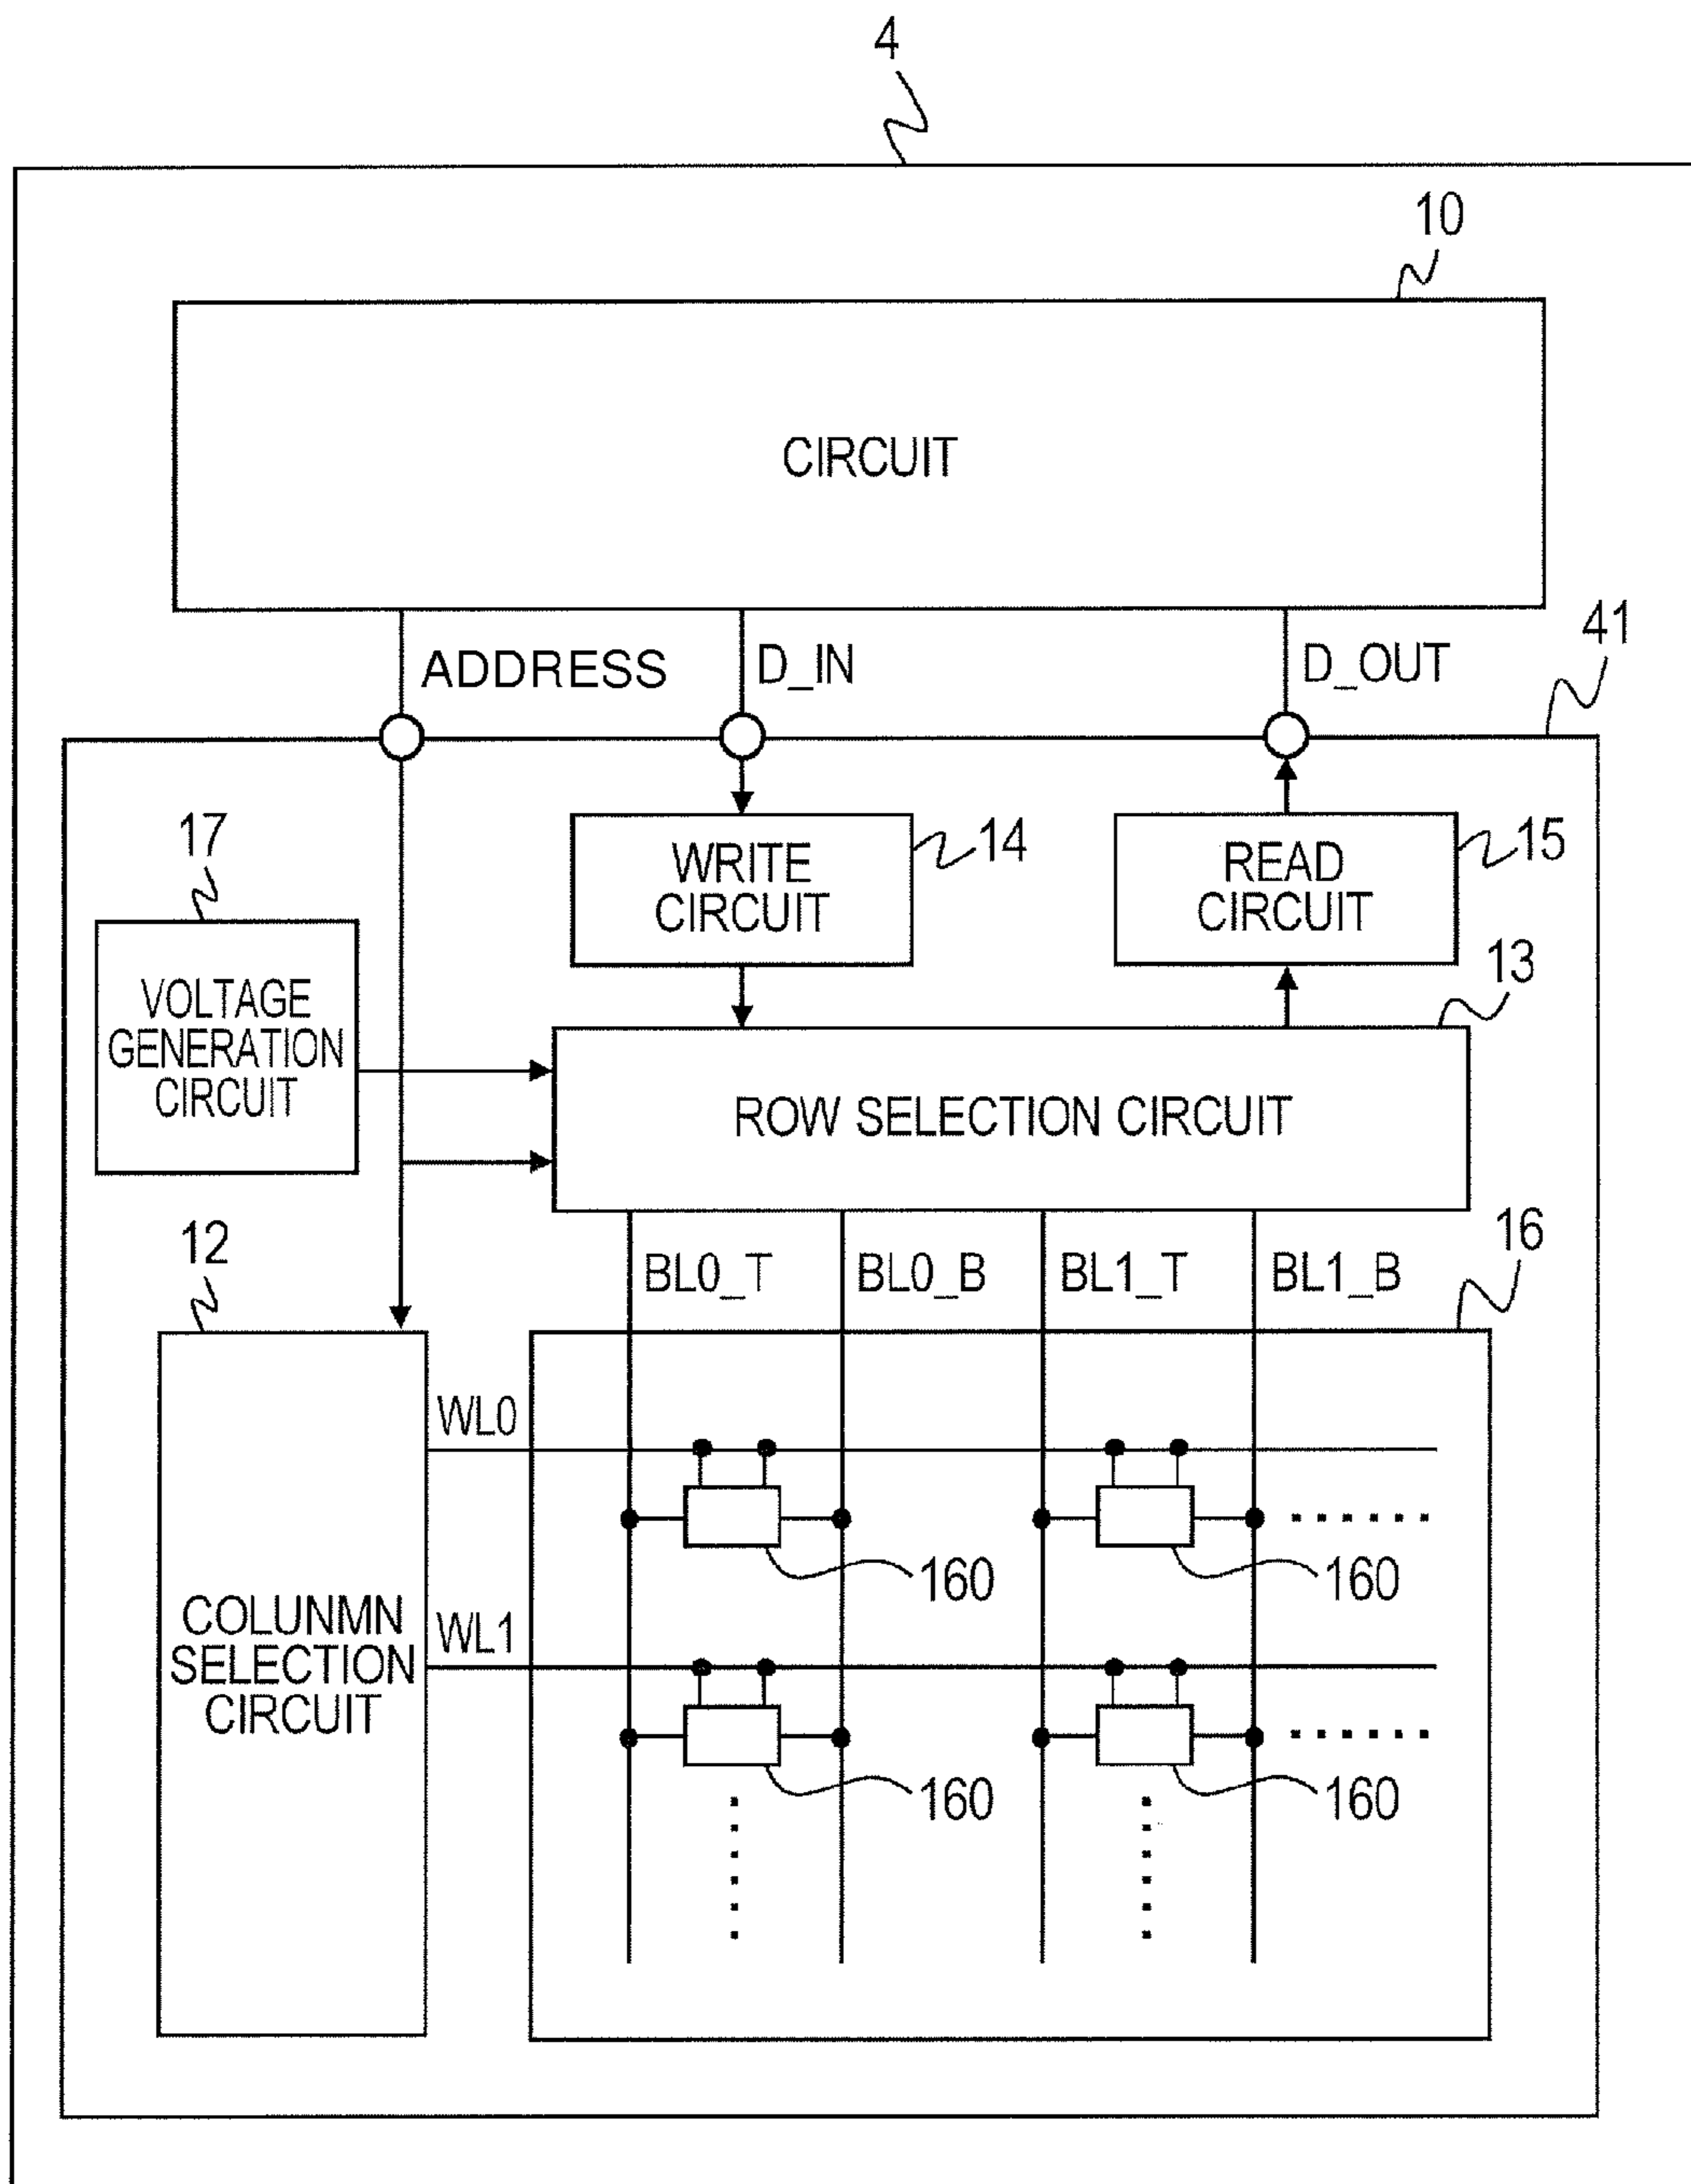 4
10
CIRCUIT
41
ADDRESS
D_IN
D_OUT
17
WRITE
CIRCUIT
14
READ
CIRCUIT
15
VOLTAGE
GENERATION
CIRCUIT
13
ROW SELECTION CIRCUIT
12
BL0_T
BL0_B
BL1_T
BL1_B
16
WL0
160
160
COLUNMN
SELECTION
CIRCUIT
WL1
160
160